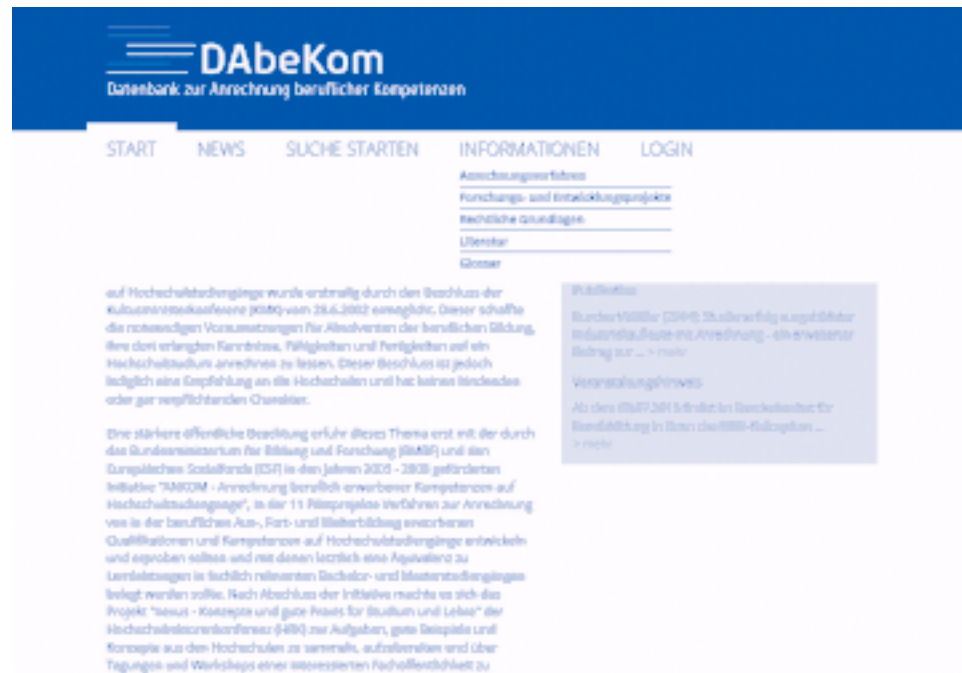 DAbeKom
Datenbank zur Anrechnung beruflicher Kompetenzen
START NEWS SUCHE STARTEN INFORMATIONEN LOGIN
Anrechnungsverfahren
Forschungs- und Entwicklungsprojekte
Rechtliche Grundlagen
Literatur
Glossar
auf Hochschulstudiengänge wurde erstmalig durch den Beschluss der
Kultusministerkonferenz (KMK) vom 28.6.2002 ermöglicht. Dieser schaffte
die notwendigen Voraussetzungen für Absolventen der beruflichen Bildung,
ihre dort erlangten Kenntnisse, Fähigkeiten und Fertigkeiten auf ein
Hochschulstudium anrechnen zu lassen. Dieser Beschluss ist jedoch
lediglich eine Empfehlung an die Hochschulen und hat keinen bindenden
oder gar verpflichtenden Charakter.
Eine stärkere öffentliche Beachtung erfuhr dieses Thema erst mit der durch
das Bundesministerium für Bildung und Forschung (BMBF) und den
Europäischen Sozialfonds (ESF) in den Jahren 2005 - 2008 geförderten
Initiative "ANKOM - Anrechnung beruflich erworbener Kompetenzen auf
Hochschulstudiengänge", in der 11 Pilotprojekte Verfahren zur Anrechnung
von in der beruflichen Aus-, Fort- und Weiterbildung erworbenen
Qualifikationen und Kompetenzen auf Hochschulstudiengänge entwickeln
und erproben sollten und mit denen letztlich eine Äquivalenz zu
Lernleistungen in fachlich relevanten Bachelor- und Masterstudiengängen
belegt werden sollte. Nach Abschluss der Initiative machte es sich das
Projekt "nexus - Konzepte und gute Praxis für Studium und Lehre" der
Hochschulrektorenkonferenz (HRK) zur Aufgaben, gute Beispiele und
Konzepte aus den Hochschulen zu sammeln, aufzubereiten und über
Tagungen und Workshops einer interessierten Fachöffentlichkeit zu
Publikation
Industriekaufleute mit Anrechnung - ein erweiterter
Beitrag zur ... > mehr
Veranstaltungshinweis
> mehr